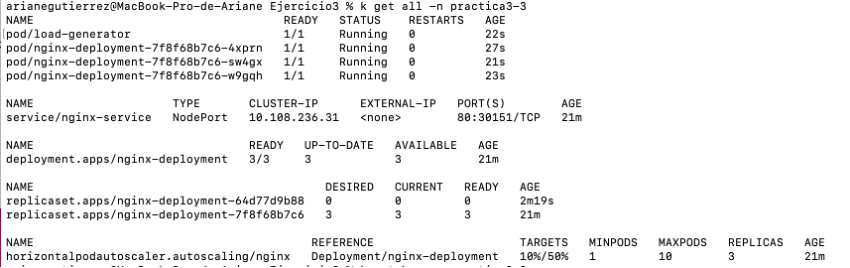 arianegutierrez@MacBook-Pro-de-Ariane Ejercicio3 % k get all -n practica3-3
NAME READY STATUS RESTARTS AGE
pod/load-generator 1/1 Running 0 22s
pod/nginx-deployment-7f8f68b7c6-4xprn 1/1 Running 0 27s
pod/nginx-deployment-7f8f68b7c6-sw4gx 1/1 Running 0 21s
pod/nginx-deployment-7f8f68b7c6-w9gqh 1/1 Running 0 23s
NAME TYPE CLUSTER-IP EXTERNAL-IP PORT(S) AGE
service/nginx-service NodePort 10.108.236.31 <none> 80:30151/TCP 21m
NAME READY UP-TO-DATE AVAILABLE AGE
deployment.apps/nginx-deployment 3/3 3 3 21m
NAME DESIRED CURRENT READY AGE
replicaset.apps/nginx-deployment-64d77d9b88 0 0 0 2m19s
replicaset.apps/nginx-deployment-7f8f68b7c6 3 3 3 21m
NAME REFERENCE TARGETS MINPODS MAXPODS REPLICAS AGE
horizontalpodautoscaler.autoscaling/nginx Deployment/nginx-deployment 10%/50% 1 10 3 21m